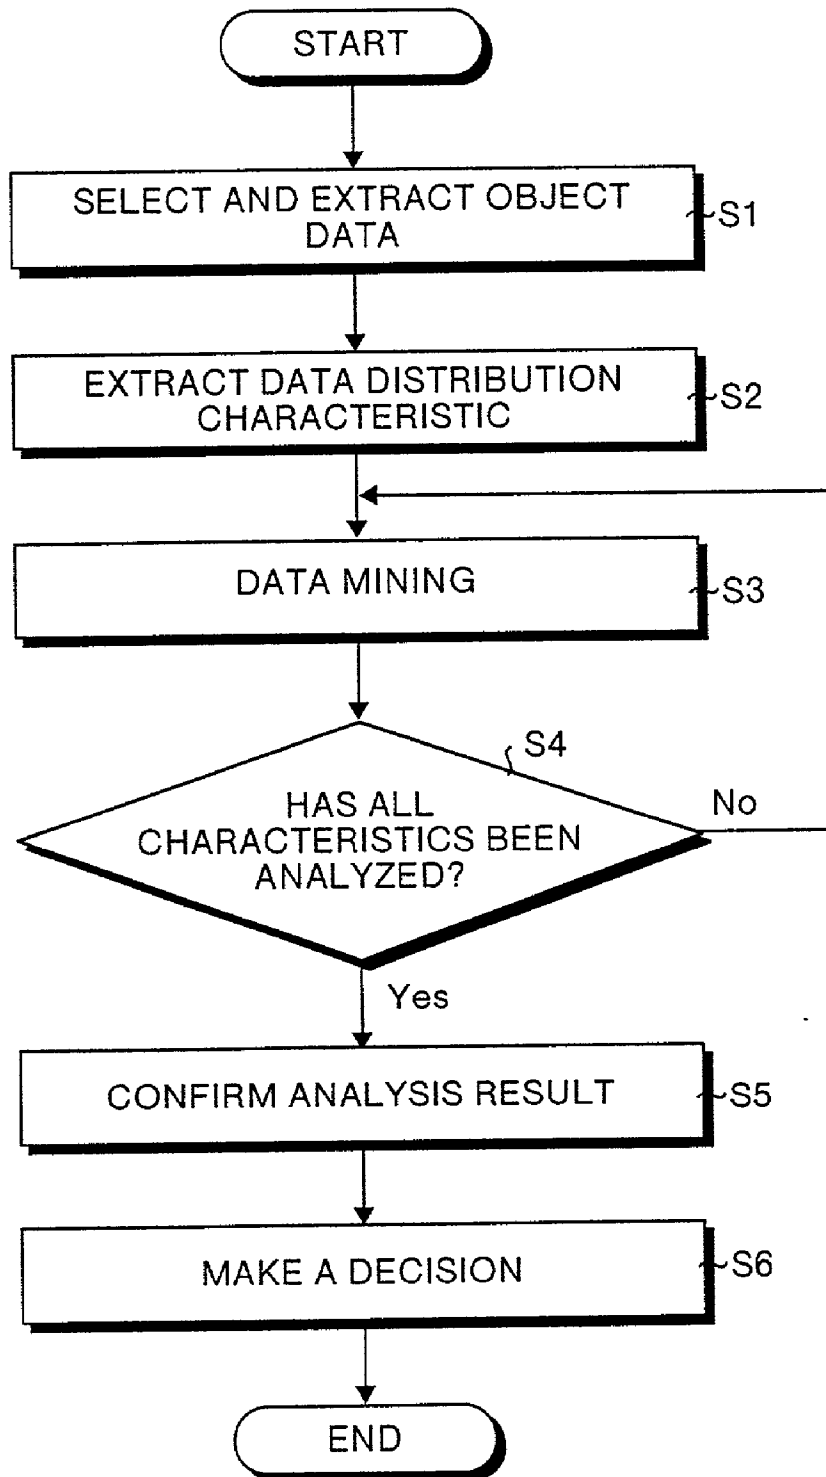 START
SELECT AND EXTRACT OBJECT
DATA
S1
EXTRACT DATA DISTRIBUTION
CHARACTERISTIC
S2
DATA MINING
S3
S4
HAS ALL
CHARACTERISTICS BEEN
ANALYZED?
No
Yes
CONFIRM ANALYSIS RESULT
S5
MAKE A DECISION
S6
END